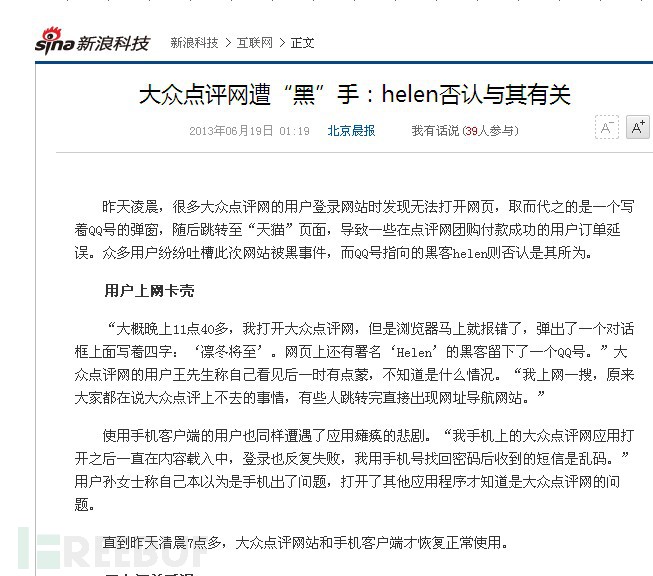 sina 新浪科技 新浪科技 > 互联网 > 正文
大众点评网遭“黑”手：helen否认与其有关
2013年06月19日 01:19 北京晨报 我有话说(39人参与) A- A+
昨天凌晨，很多大众点评网的用户登录网站时发现无法打开网页，取而代之的是一个写
着QQ号的弹窗，随后跳转至“天猫”页面，导致一些在点评网团购付款成功的用户订单延
误。众多用户纷纷吐槽此次网站被黑事件，而QQ号指向的黑客helen则否认是其所为。
用户上网卡壳
“大概晚上11点40多，我打开大众点评网，但是浏览器马上就报错了，弹出了一个对话
框上面写着四字：‘凛冬将至’。网页上还有署名‘Helen’的黑客留下了一个QQ号。”大
众点评网的用户王先生称自己看见后一时有点蒙，不知道是什么情况。“我上网一搜，原来
大家都在说大众点评上不去的事情，有些人跳转完直接出现网址导航网站。”
使用手机客户端的用户也同样遭遇了应用瘫痪的悲剧。“我手机上的大众点评网应用打
开之后一直在内容载入中，登录也反复失败，我用手机号找回密码后收到的短信是乱码。”
用户孙女士称自己本以为是手机出了问题，打开了其他应用程序才知道是大众点评网的问
题。
直到昨天清晨7点多，大众点评网站和手机客户端才恢复正常使用。
FREEBUF